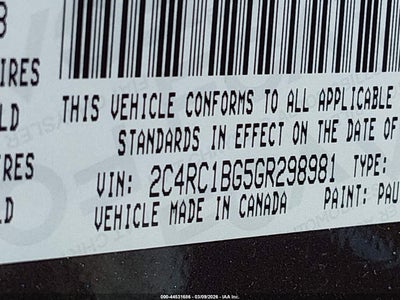 8
IRES
LD
IRES
LD
THIS VEHICLE CONFORMS TO ALL APPLICABLE
STANDARDS IN EFFECT ON THE DATE OF
VIN: 2C4RC1BG5GR298981 TYPE:
VEHICLE MADE IN CANADA PAINT: PAU
000-44531686 - 03/09/2026 - IAA Inc.